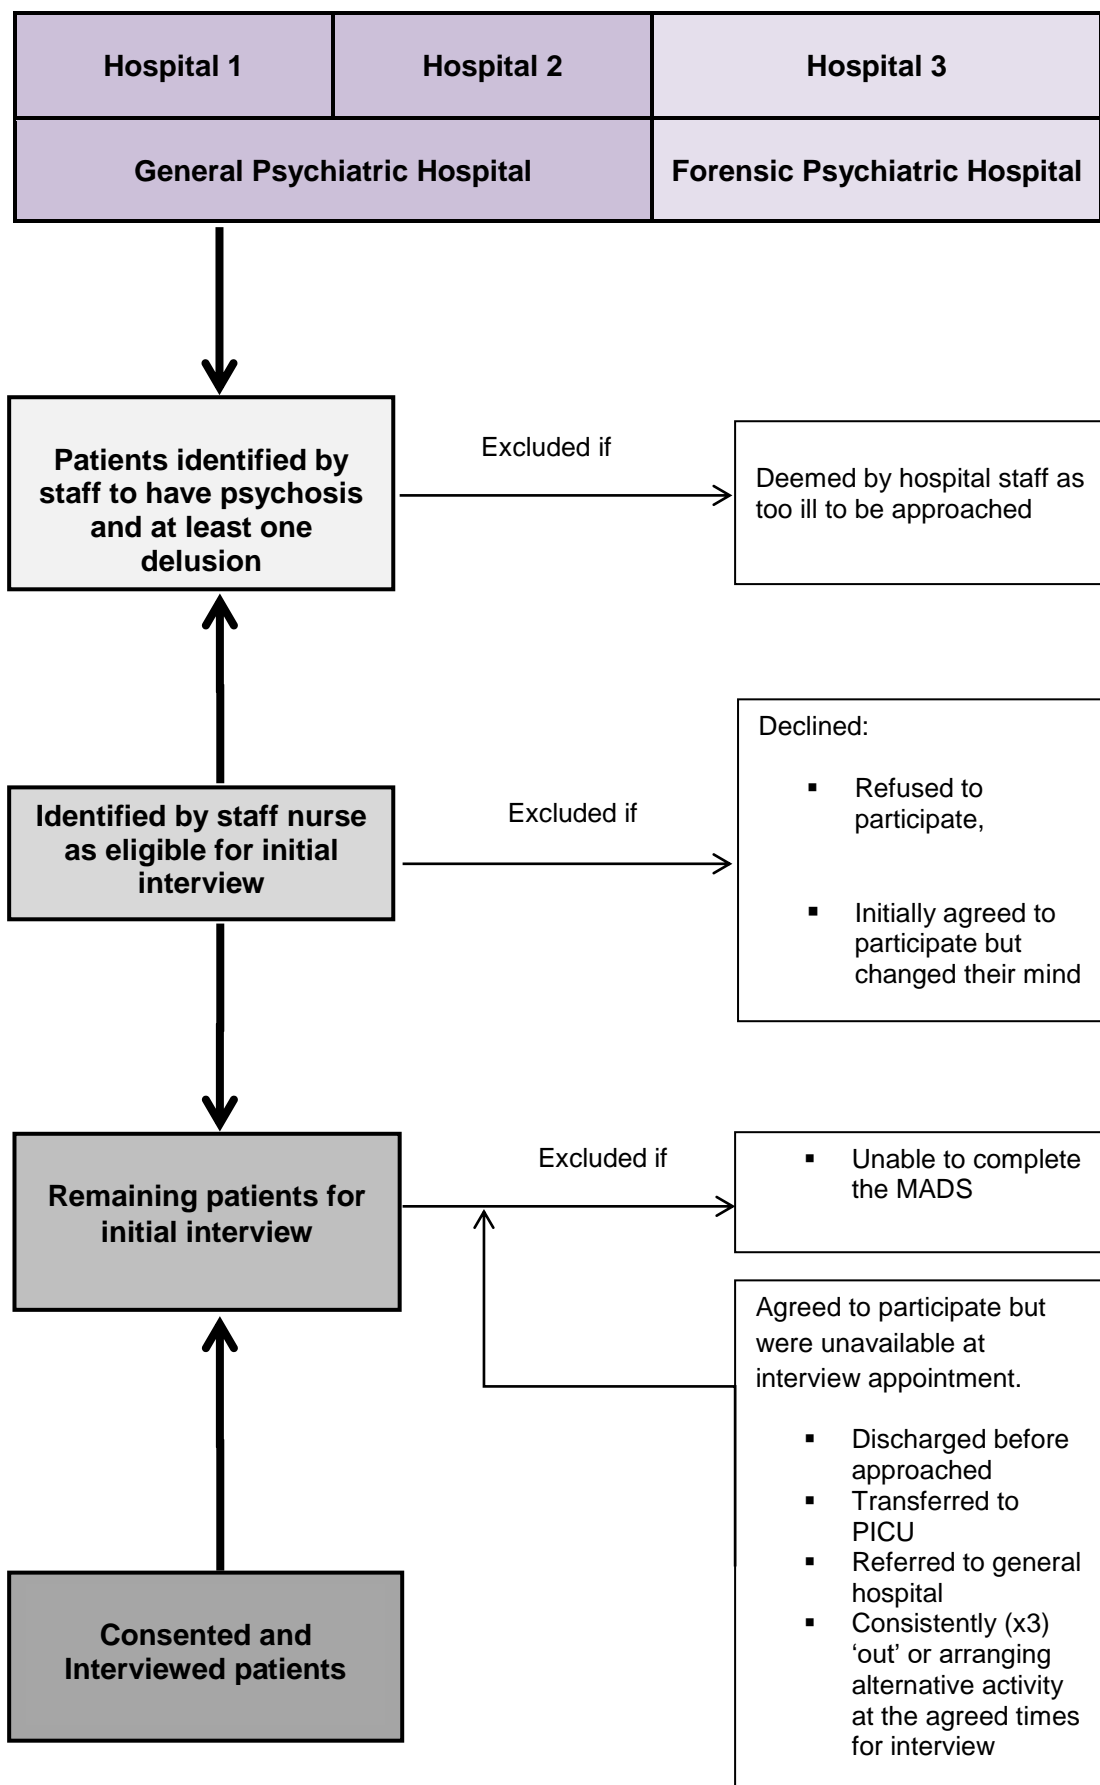 Hospital 1
Hospital 2
Hospital 3
General Psychiatric Hospital
Forensic Psychiatric Hospital
Patients identified by
staff to have psychosis
and at least one
delusion
Excluded if
Deemed by hospital staff as
too ill to be approached
Identified by staff nurse
as eligible for initial
interview
Excluded if
Declined:
▪ Refused to
participate,
▪ Initially agreed to
participate but
changed their mind
Remaining patients for
initial interview
Excluded if
▪ Unable to complete
the MADS
Agreed to participate but
were unavailable at
interview appointment.
▪ Discharged before
approached
▪ Transferred to
PICU
▪ Referred to general
hospital
▪ Consistently (x3)
‘out’ or arranging
alternative activity
at the agreed times
for interview
Consented and
Interviewed patients